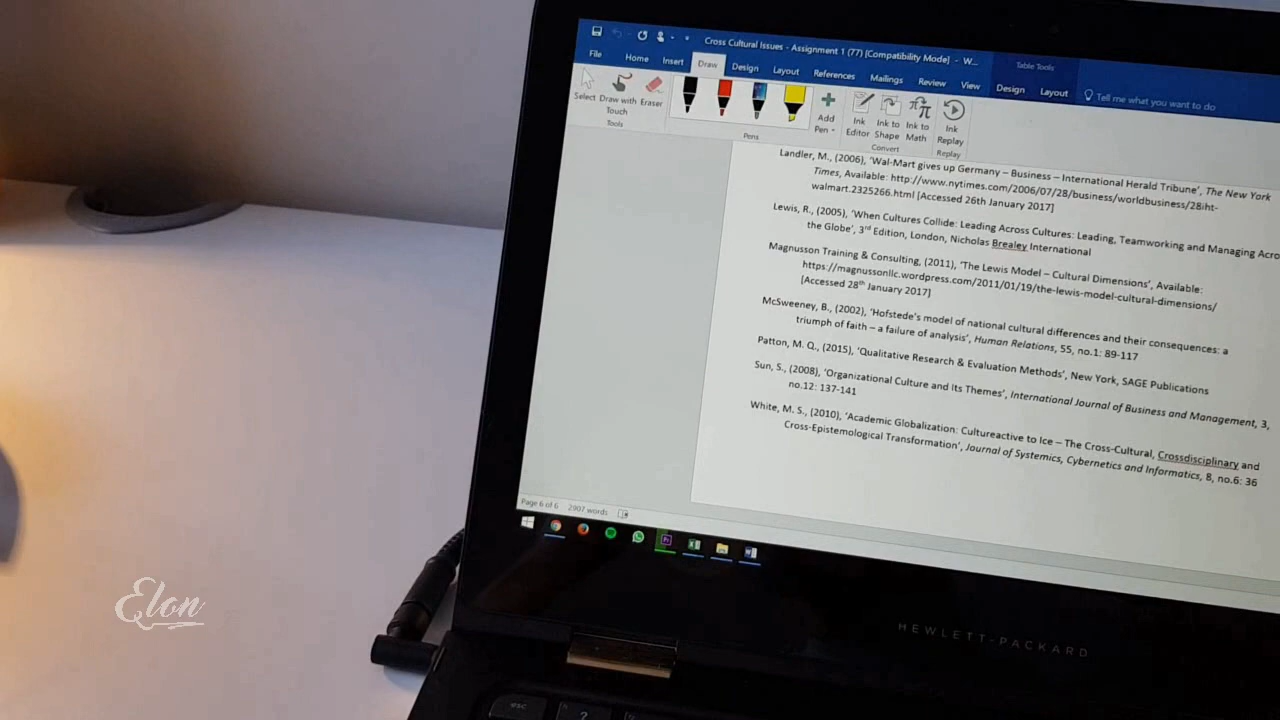 Cross Cultural Issues - Assignment 1 (77) [Compatibility Mode] - W...
Table Tools
File Home Insert Draw Design Layout References Mailings Review View Design Layout Tell me what you want to do
Select Draw with Touch Eraser
Tools
Pens
Add Pen
Ink Editor Ink to Shape Ink to Math
Convert
Ink Replay
Replay
Landler, M., (2006), ‘Wal-Mart gives up Germany – Business – International Herald Tribune’, The New York
Times, Available: http://www.nytimes.com/2006/07/28/business/worldbusiness/28iht-
walmart.2325266.html [Accessed 26th January 2017]
Lewis, R., (2005), ‘When Cultures Collide: Leading Across Cultures: Leading, Teamworking and Managing Acro
the Globe’, 3rd Edition, London, Nicholas Brealey International
Magnusson Training & Consulting, (2011), ‘The Lewis Model – Cultural Dimensions’, Available:
https://magnussonllc.wordpress.com/2011/01/19/the-lewis-model-cultural-dimensions/
[Accessed 28th January 2017]
McSweeney, B., (2002), ‘Hofstede’s model of national cultural differences and their consequences: a
triumph of faith – a failure of analysis’, Human Relations, 55, no.1: 89-117
Patton, M. Q., (2015), ‘Qualitative Research & Evaluation Methods’, New York, SAGE Publications
Sun, S., (2008), ‘Organizational Culture and Its Themes’, International Journal of Business and Management, 3,
no.12: 137-141
White, M. S., (2010), ‘Academic Globalization: Cultureactive to Ice – The Cross-Cultural, Crossdisciplinary and
Cross-Epistemological Transformation’, Journal of Systemics, Cybernetics and Informatics, 8, no.6: 36
Page 6 of 6 2907 words
Pr
HEWLETT-PACKARD
esc
?
Elon